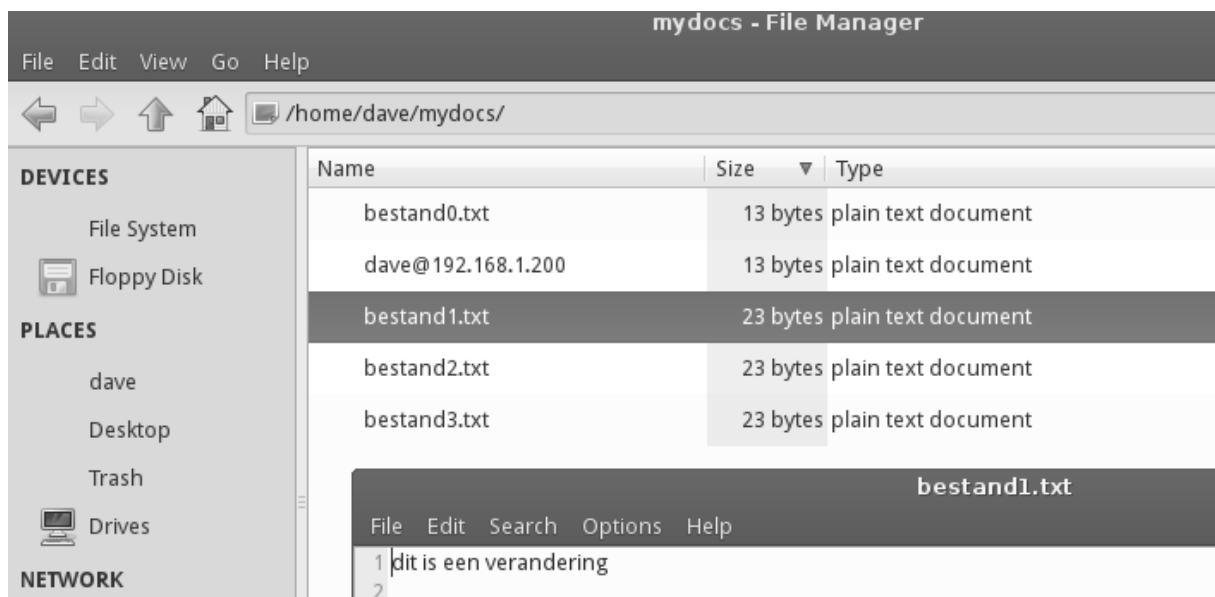 mydocs - File Manager
File Edit View Go Help
/home/dave/mydocs/
DEVICES
File System
Floppy Disk
PLACES
dave
Desktop
Trash
Drives
NETWORK
Name Size Type
bestand0.txt 13 bytes plain text document
dave@192.168.1.200 13 bytes plain text document
bestand1.txt 23 bytes plain text document
bestand2.txt 23 bytes plain text document
bestand3.txt 23 bytes plain text document
bestand1.txt
File Edit Search Options Help
1 dit is een verandering
2